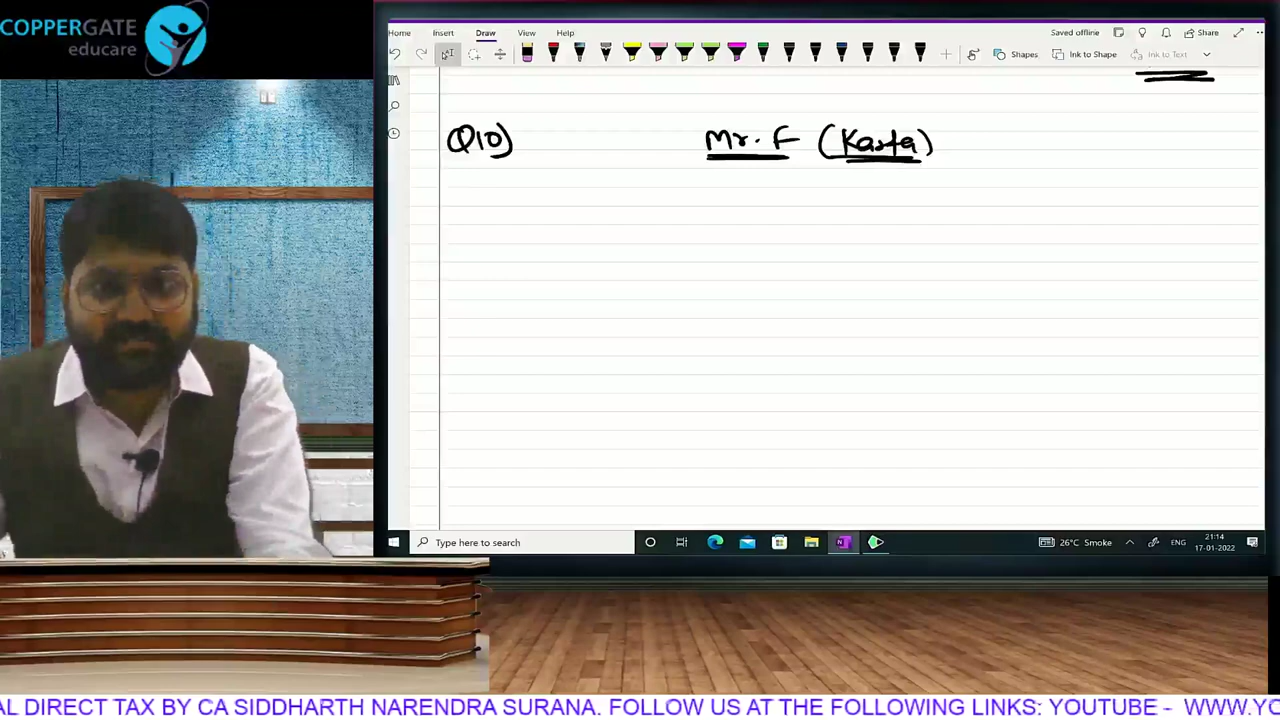 COPPERGATE
educare
Home Insert Draw View Help
Saved offline
Share
Shapes
Ink to Shape
Ink to Text
Q10) Mr. F (Karta)
Type here to search
26°C Smoke
ENG
21:14
17-01-2022
AL DIRECT TAX BY CA SIDDHARTH NARENDRA SURANA. FOLLOW US AT THE FOLLOWING LINKS: YOUTUBE - WWW.YO